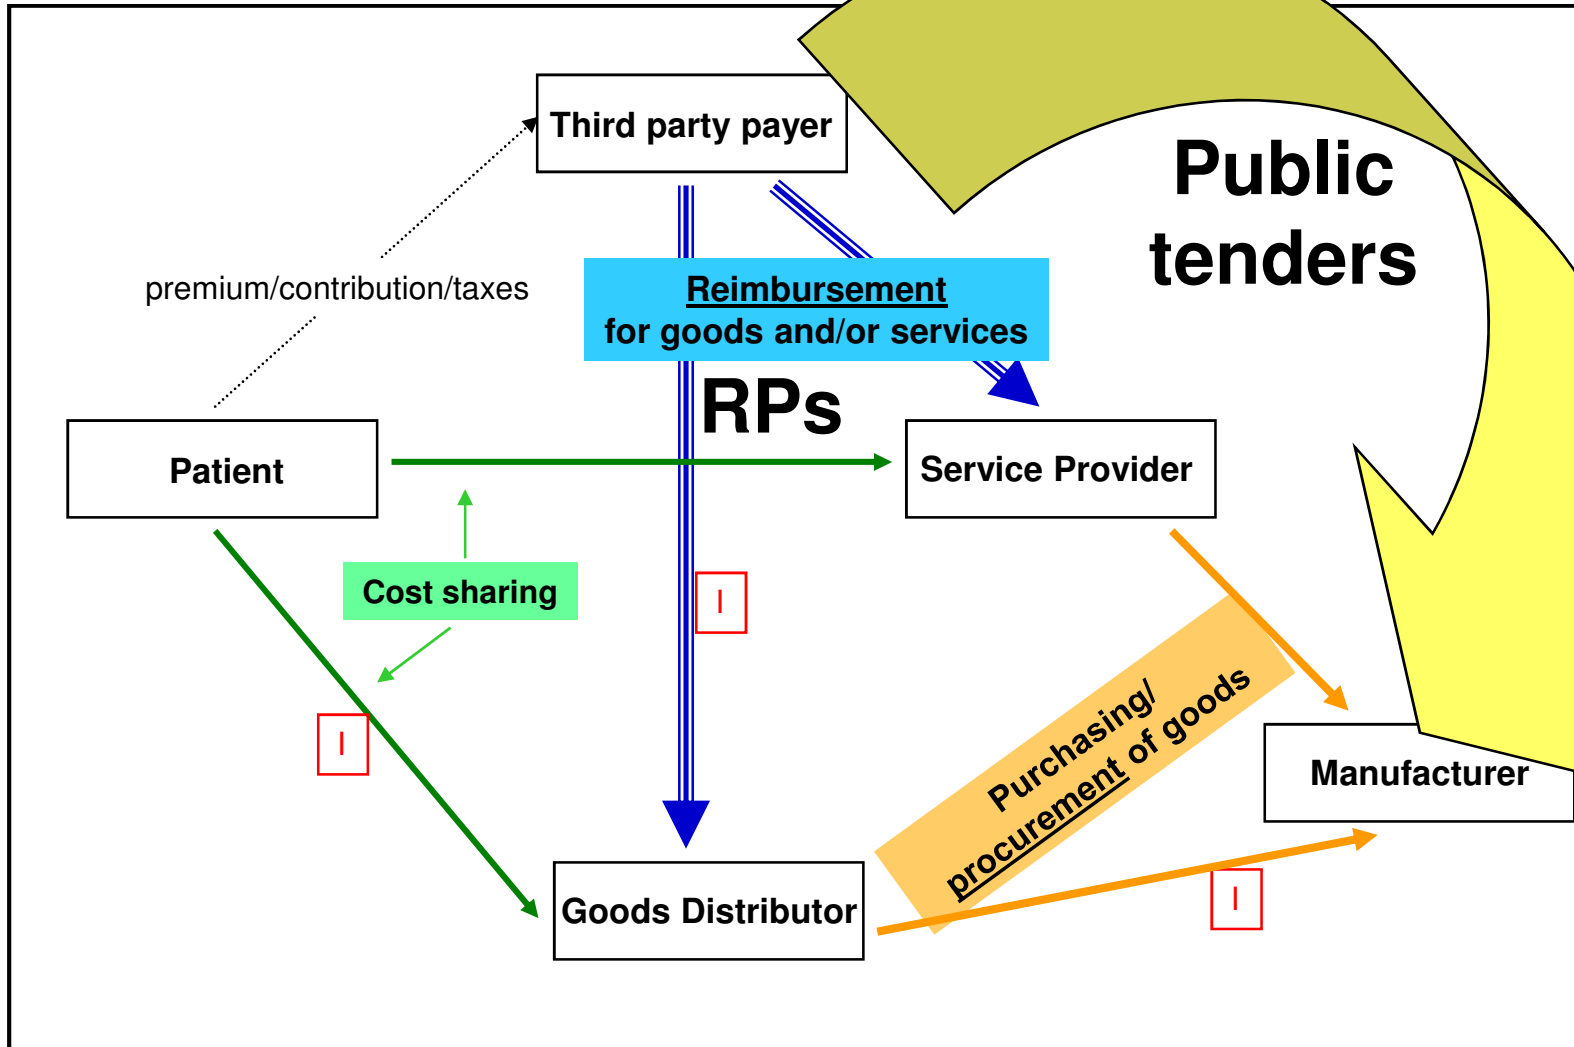 Third party payer
Public
tenders
premium/contribution/taxes
Reimbursement
for goods and/or services
RPs
Patient
Service Provider
Cost sharing
I
I
Purchasing/
procurement of goods
Manufacturer
Goods Distributor
I